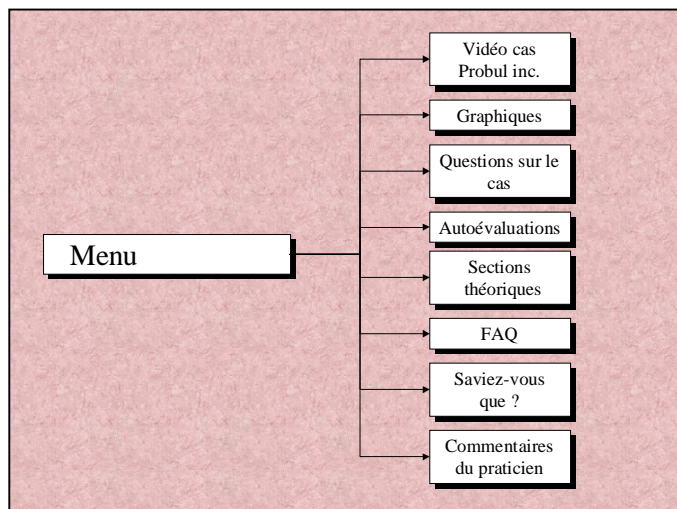 Vidéo cas
Probul inc.
Graphiques
Questions sur le
cas
Autoévaluations
Menu
Sections
théoriques
FAQ
Saviez-vous
que ?
Commentaires
du praticien